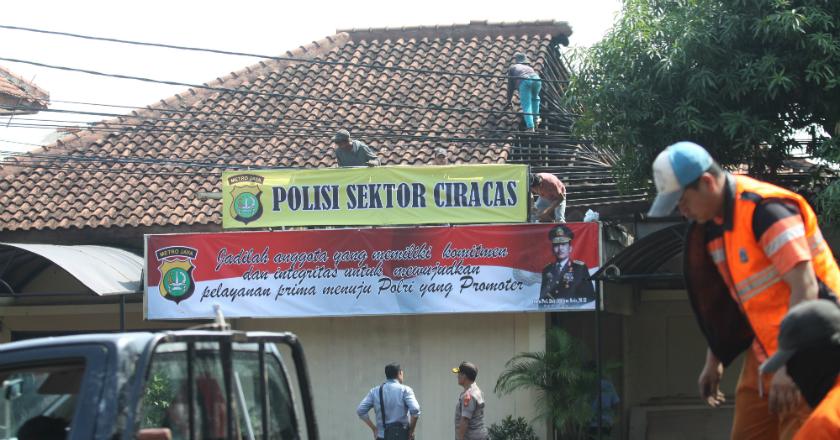 METRO JAYA
POLISI SEKTOR CIRACAS
METRO JAYA
Jadilah anggota yang memiliki komitmen
dan integritas untuk mewujudkan
pelayanan prima menuju Polri yang Promoter